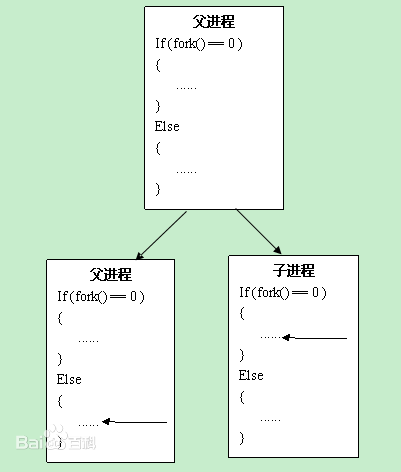 父进程
If (fork() == 0 )
{
......
}
Else
{
......
}
父进程
If (fork() == 0 )
{
......
}
Else
{
......
}
子进程
If (fork() == 0 )
{
......
}
Else
{
......
}
Bai百科